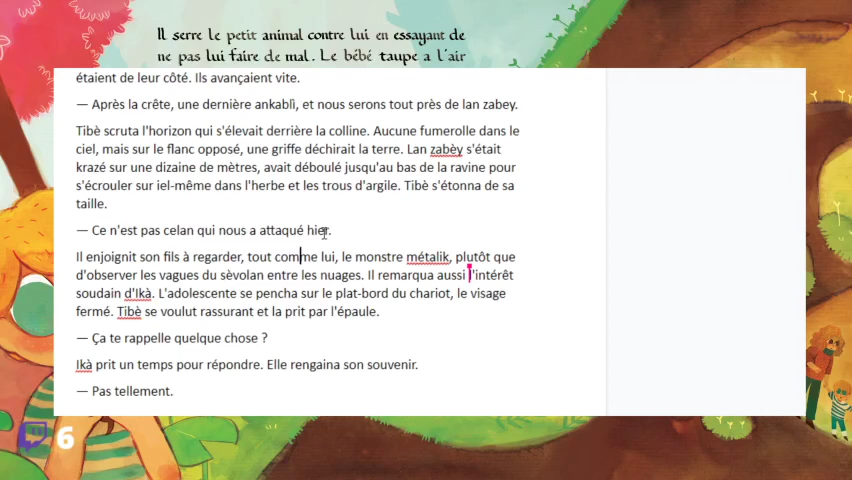 Il serre le petit animal contre lui en essayant de
ne pas lui faire de mal. Le bébé taupe a l'air
étaient de leur côté. Ils avançaient vite.
— Après la crête, une dernière ankablì, et nous serons tout près de lan zabey.
Tibè scruta l'horizon qui s'élevait derrière la colline. Aucune fumerolle dans le
ciel, mais sur le flanc opposé, une griffe déchirait la terre. Lan zabèy s'était
krazé sur une dizaine de mètres, avait déboulé jusqu'au bas de la ravine pour
s'écrouler sur iel-même dans l'herbe et les trous d'argile. Tibè s'étonna de sa
taille.
— Ce n'est pas celan qui nous a attaqué hier.
Il enjoignit son fils à regarder, tout comme lui, le monstre métalik, plutôt que
d'observer les vagues du sèvolan entre les nuages. Il remarqua aussi l'intérêt
soudain d'Ikà. L'adolescente se pencha sur le plat-bord du chariot, le visage
fermé. Tibè se voulut rassurant et la prit par l'épaule.
— Ça te rappelle quelque chose ?
Ikà prit un temps pour répondre. Elle rengaina son souvenir.
— Pas tellement.
6